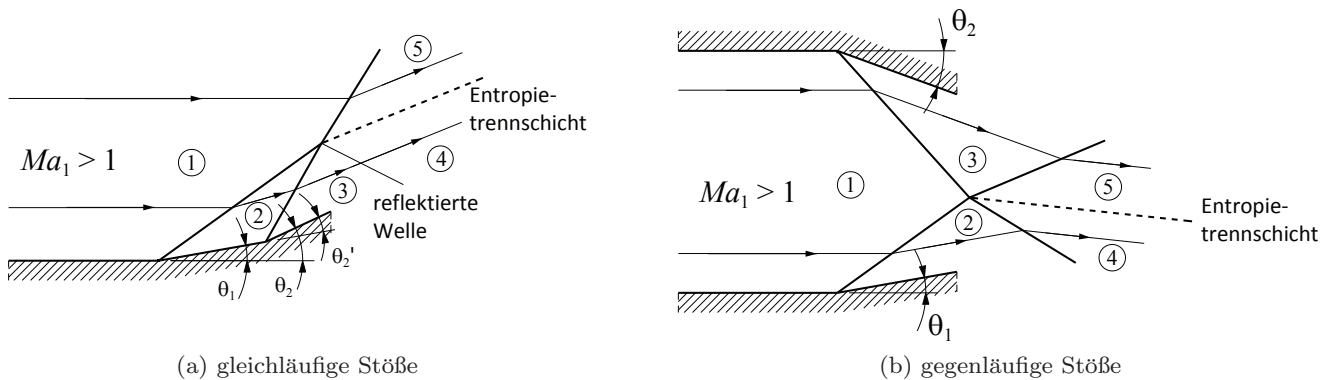 ⑤
Entropie-
trennschicht
Ma₁ > 1
①
④
③
②
reflektierte
Welle
θ₁
θ₂
θ₂'
(a) gleichläufige Stöße
θ₂
Ma₁ > 1
①
③
②
⑤
④
Entropie-
trennschicht
θ₁
(b) gegenläufige Stöße